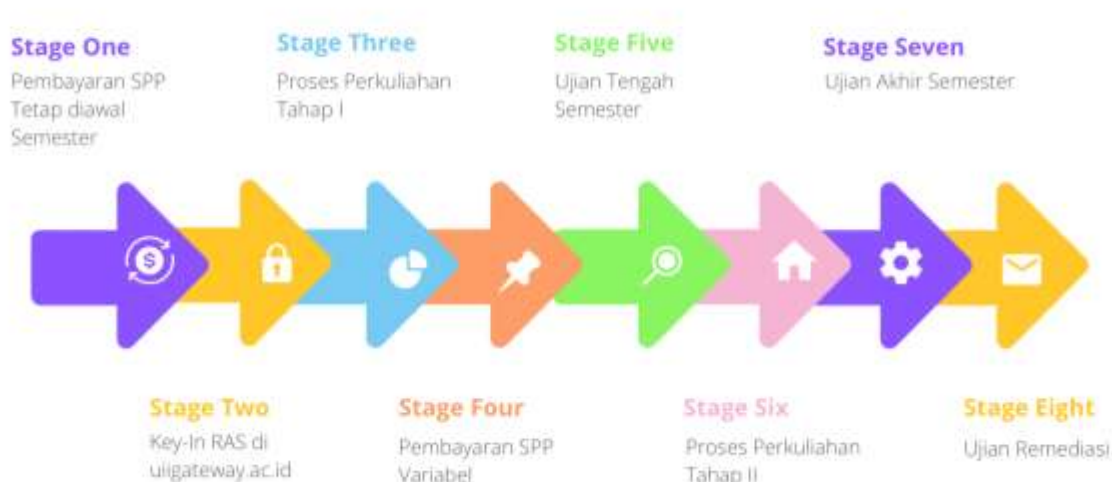 Stage One
Pembayaran SPP
Tetap diawal
Semester
Stage Three
Proses Perkuliahan
Tahap I
Stage Five
Ujian Tengah
Semester
Stage Seven
Ujian Akhir Semester
$
Stage Two
Key-In RAS di
uiigateway.ac.id
Stage Four
Pembayaran SPP
Variabel
Stage Six
Proses Perkuliahan
Tahap II
Stage Eight
Ujian Remediasi